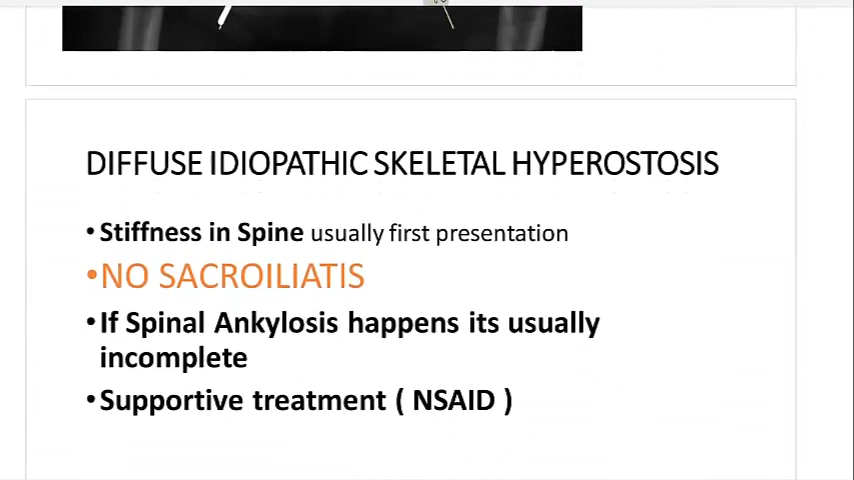 DIFFUSE IDIOPATHIC SKELETAL HYPEROSTOSIS
•Stiffness in Spine usually first presentation
•NO SACROILIATIS
•If Spinal Ankylosis happens its usually
incomplete
•Supportive treatment ( NSAID )